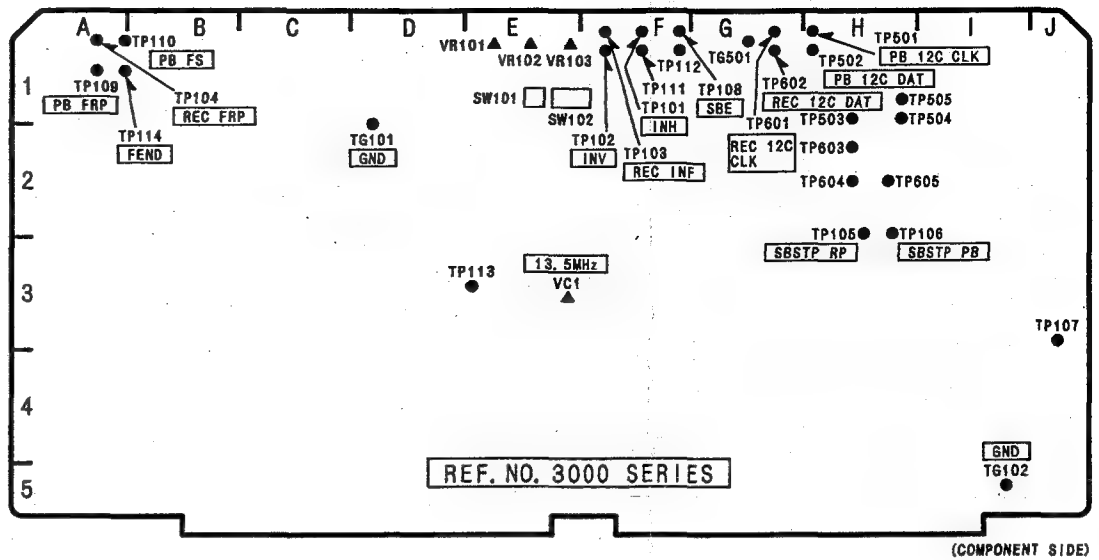 A B C D E F G H I J
TP110
PB FS
TP109
PB FRP
TP104
REC FRP
TP114
FEND
TG101
GND
VR101
VR102
VR103
SW101
SW102
TP102
INV
TP103
REC INF
TP111
TP101
INH
TP112
TP108
SBE
TG501
TP601
REC 12C
CLK
TP602
REC 12C DAT
TP501
PB 12C CLK
TP502
PB 12C DAT
TP505
TP503
TP504
TP603
TP604
TP605
TP105
SBSTP RP
TP106
SBSTP PB
1
2
3
4
5
TP113
13.5MHz
VC1
TP107
GND
TG102
REF. NO. 3000 SERIES
(COMPONENT SIDE)